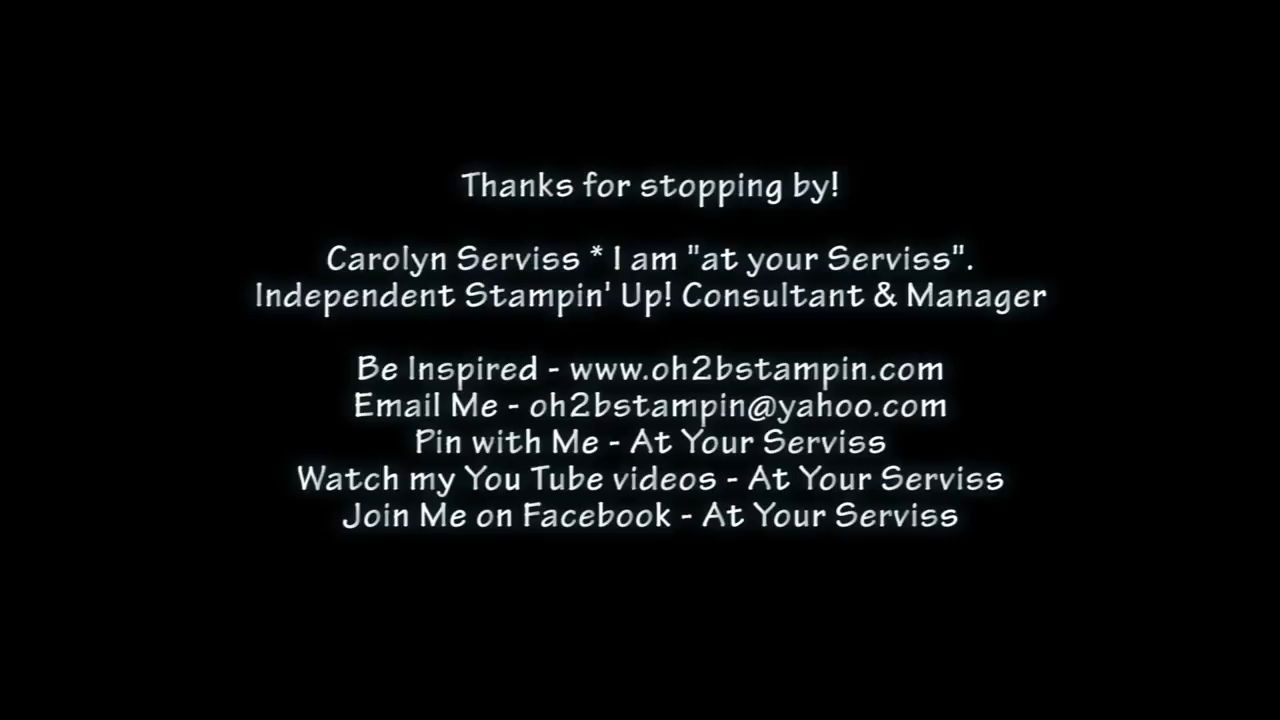 Thanks for stopping by!
Carolyn Serviss * I am "at your Serviss".
Independent Stampin' Up! Consultant & Manager
Be Inspired - www.oh2bstampin.com
Email Me - oh2bstampin@yahoo.com
Pin with Me - At Your Serviss
Watch my You Tube videos - At Your Serviss
Join Me on Facebook - At Your Serviss